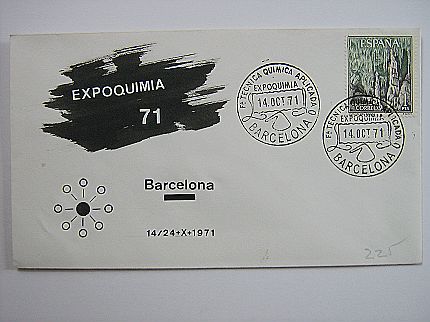 EXPOQUIMIA
71
Barcelona
14/24+X+1971
Fª TECNICA QUIMICA APLICADA
EXPOQUIMIA
14.OCT.71
BARCELONA
ESPAÑA
CORREOS
Fª TECNICA QUIMICA APLICADA
EXPOQUIMIA
14.OCT 71
BARCELONA
225